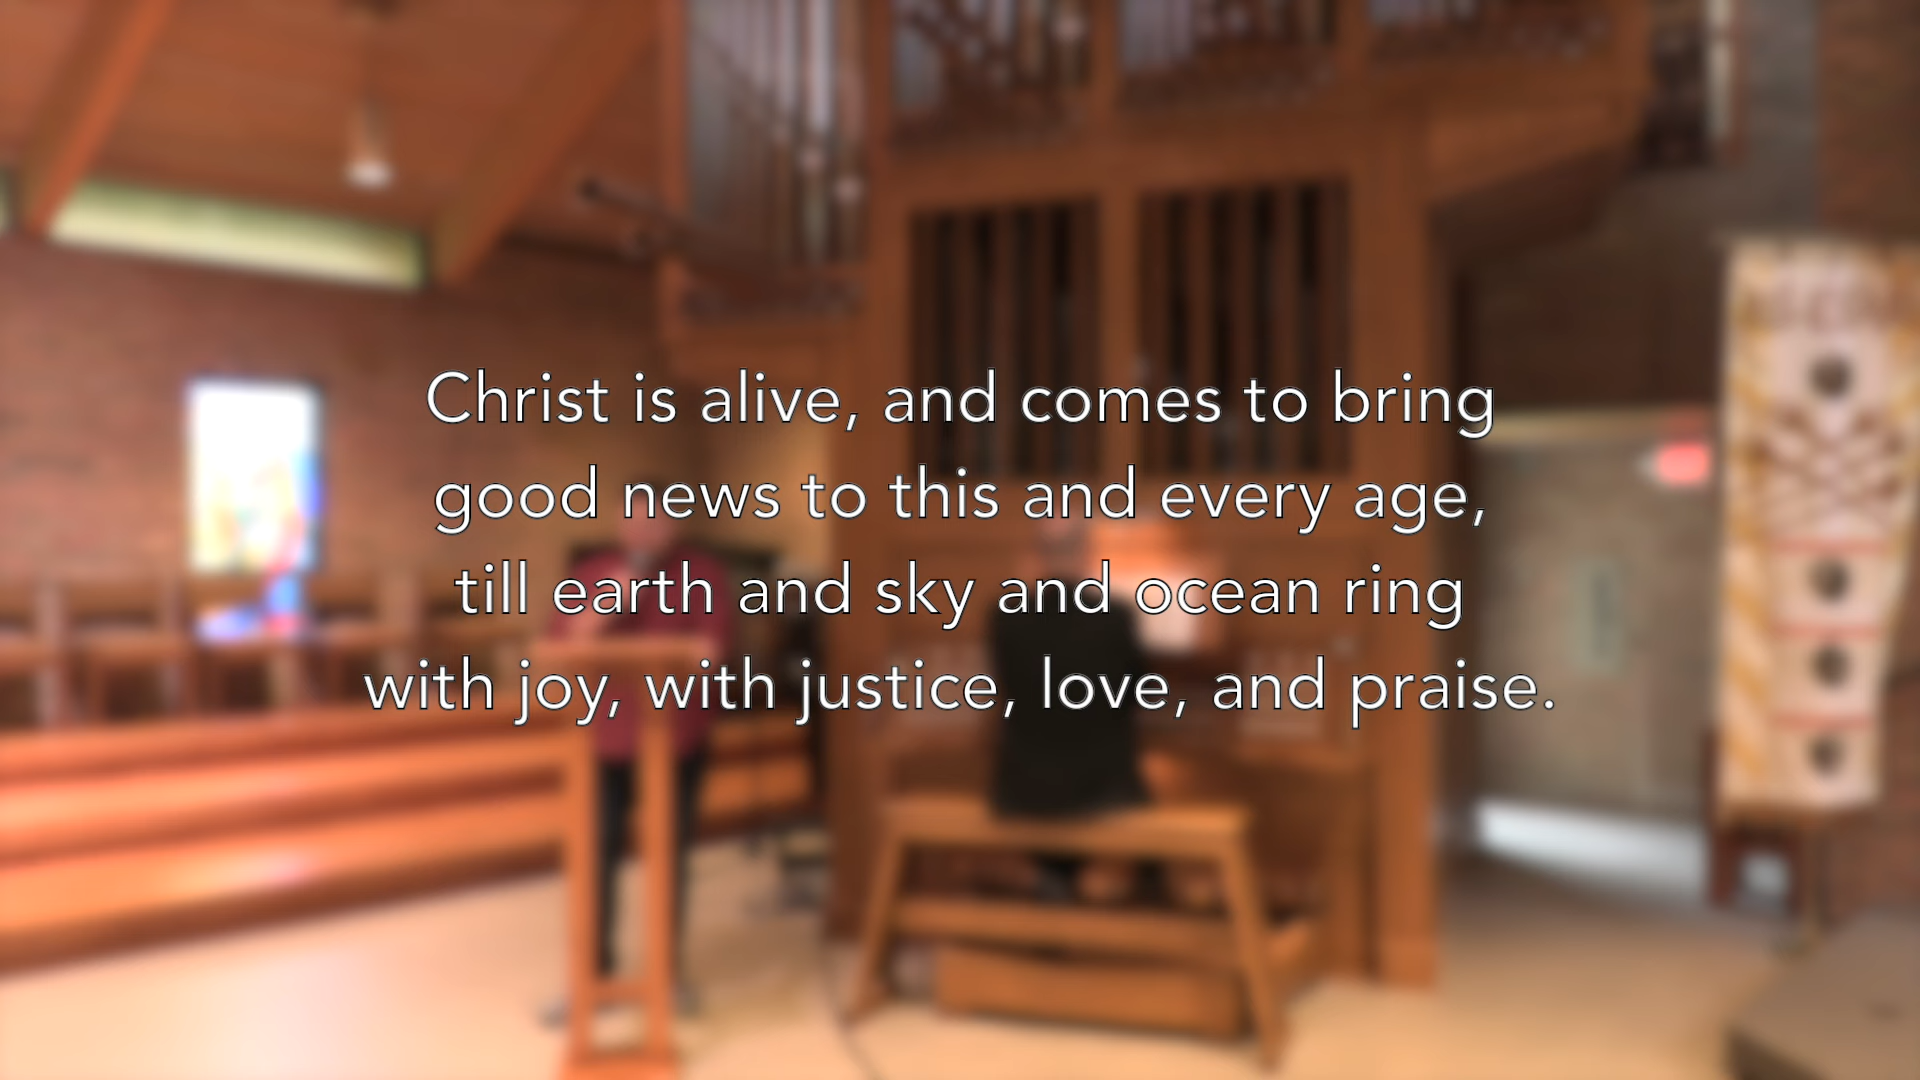 Christ is alive, and comes to bring
good news to this and every age,
till earth and sky and ocean ring
with joy, with justice, love, and praise.